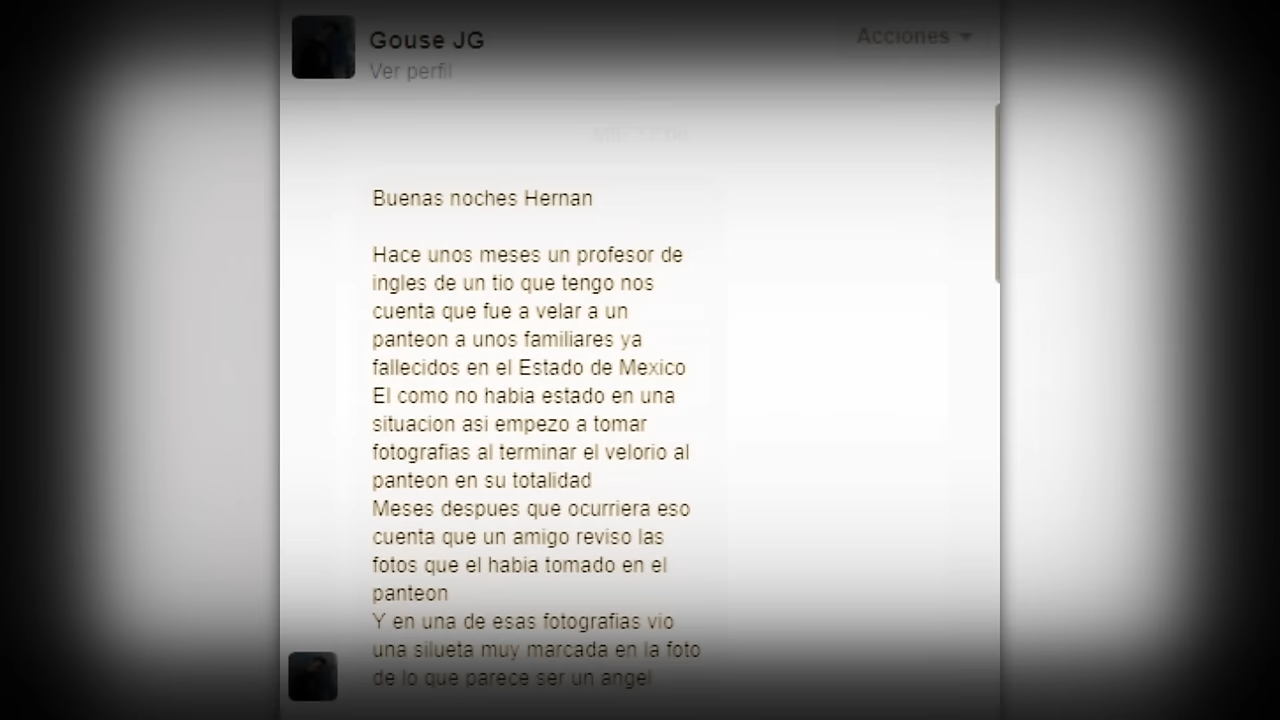 Gouse JG
Acciones
Ver perfil
Buenas noches Hernan
Hace unos meses un profesor de
ingles de un tio que tengo nos
cuenta que fue a velar a un
panteon a unos familiares ya
fallecidos en el Estado de Mexico
El como no habia estado en una
situacion asi empezo a tomar
fotografias al terminar el velorio al
panteon en su totalidad
Meses despues que ocurriera eso
cuenta que un amigo reviso las
fotos que el habia tomado en el
panteon
Y en una de esas fotografias vio
una silueta muy marcada en la foto
de lo que parece ser un angel